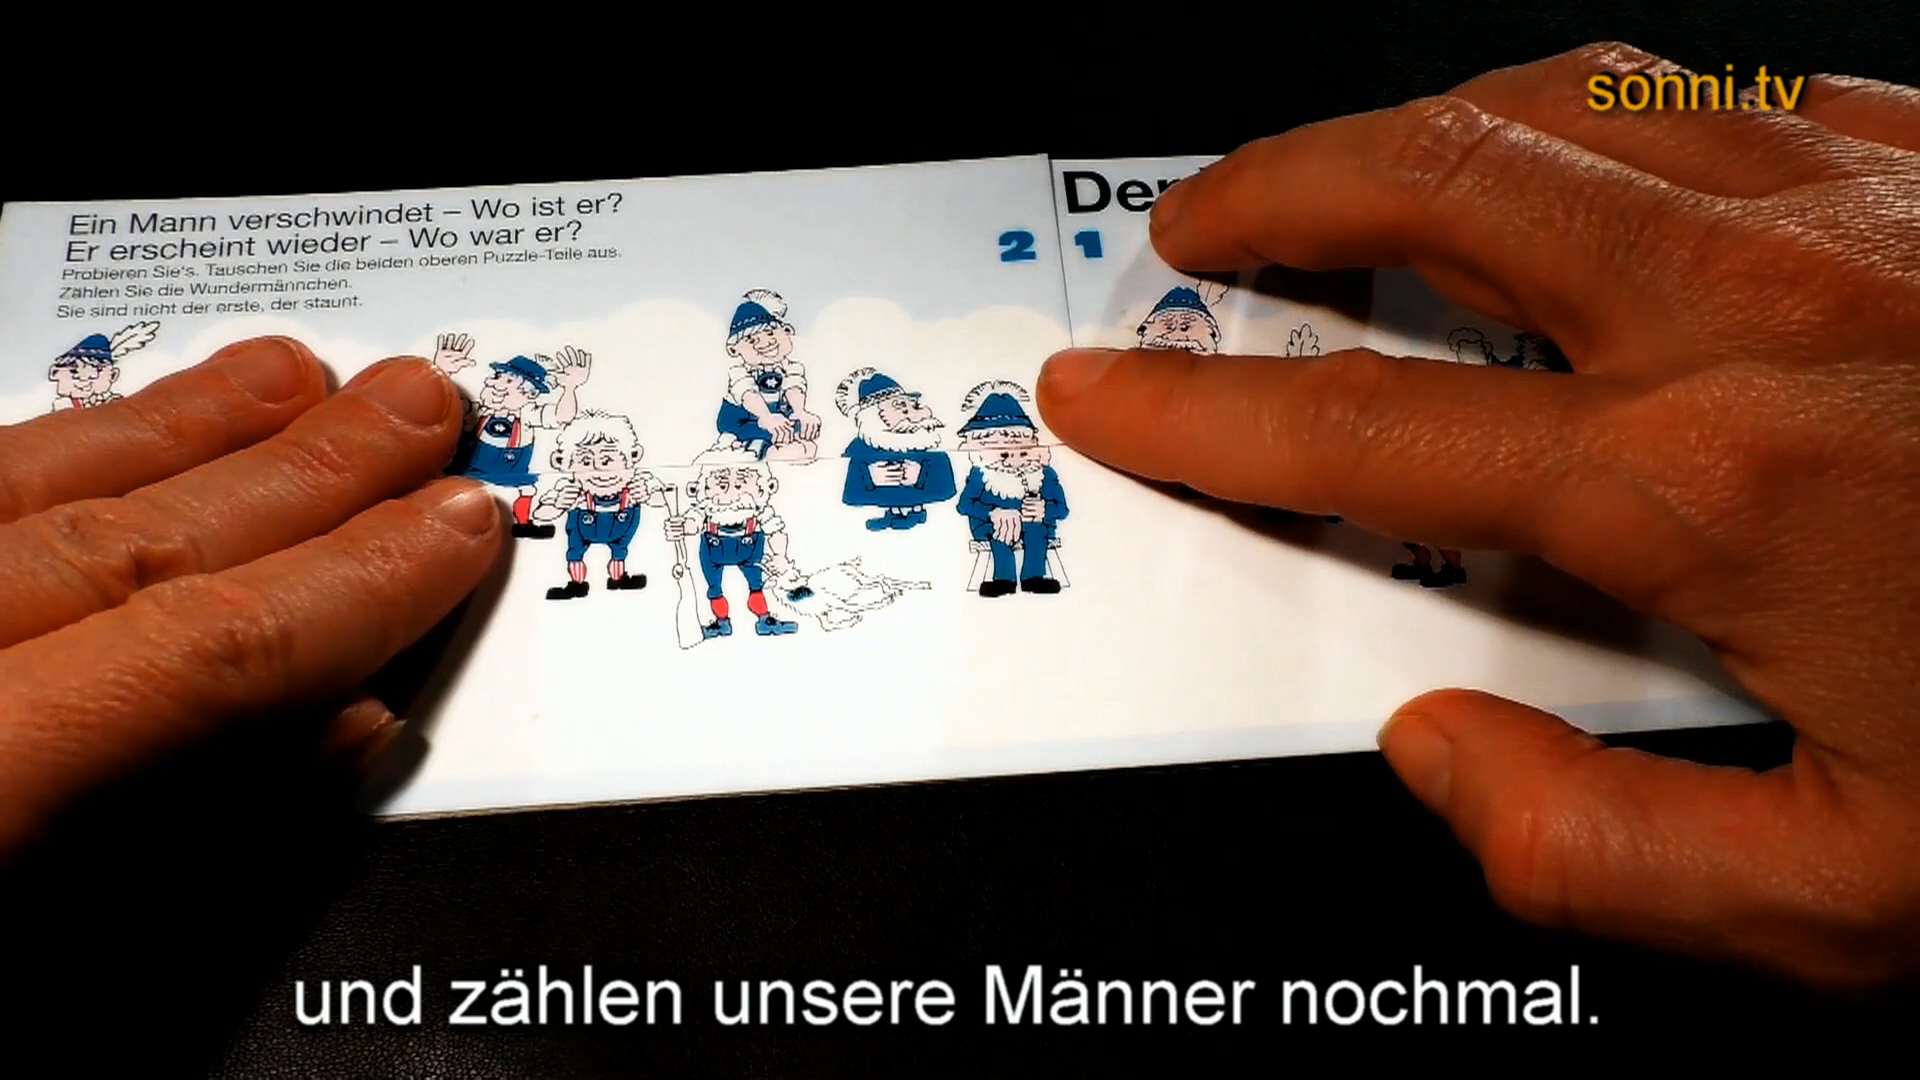 sonni.tv
Ein Mann verschwindet – Wo ist er?
Er erscheint wieder – Wo war er?
Probieren Sie's. Tauschen Sie die beiden oberen Puzzle-Teile aus.
Zählen Sie die Wundermännchen.
Sie sind nicht der erste, der staunt.
2
Der
1
und zählen unsere Männer nochmal.